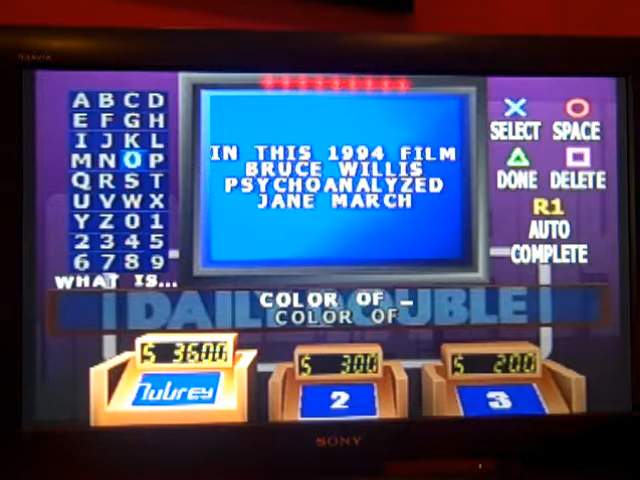 A B C D
E F G H
I J K L
M N O P
Q R S T
U V W X
Y Z 0 1
2 3 4 5
6 7 8 9
IN THIS 1994 FILM
BRUCE WILLIS
PSYCHOANALYZED
JANE MARCH
SELECT SPACE
DONE DELETE
R1
AUTO
COMPLETE
WHAT IS...
DAILY DOUBLE
COLOR OF _
COLOR OF
$ 3600
Aubrey
$ 300
2
$ 200
3
SONY